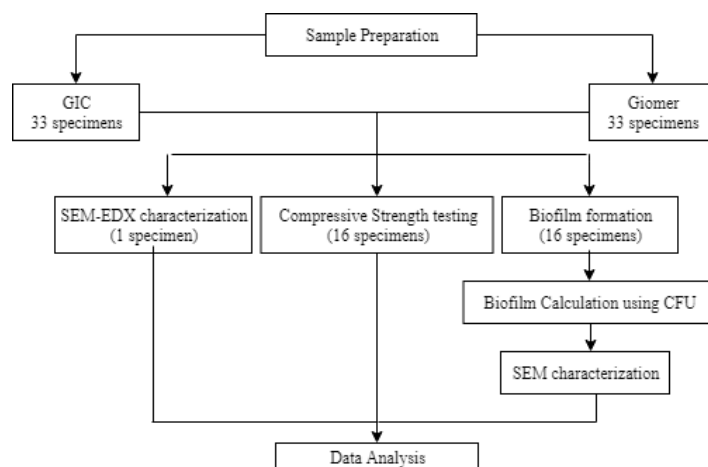 Sample Preparation
GIC
33 specimens
Giomer
33 specimens
SEM-EDX characterization
(1 specimen)
Compressive Strength testing
(16 specimens)
Biofilm formation
(16 specimens)
Biofilm Calculation using CFU
SEM characterization
Data Analysis